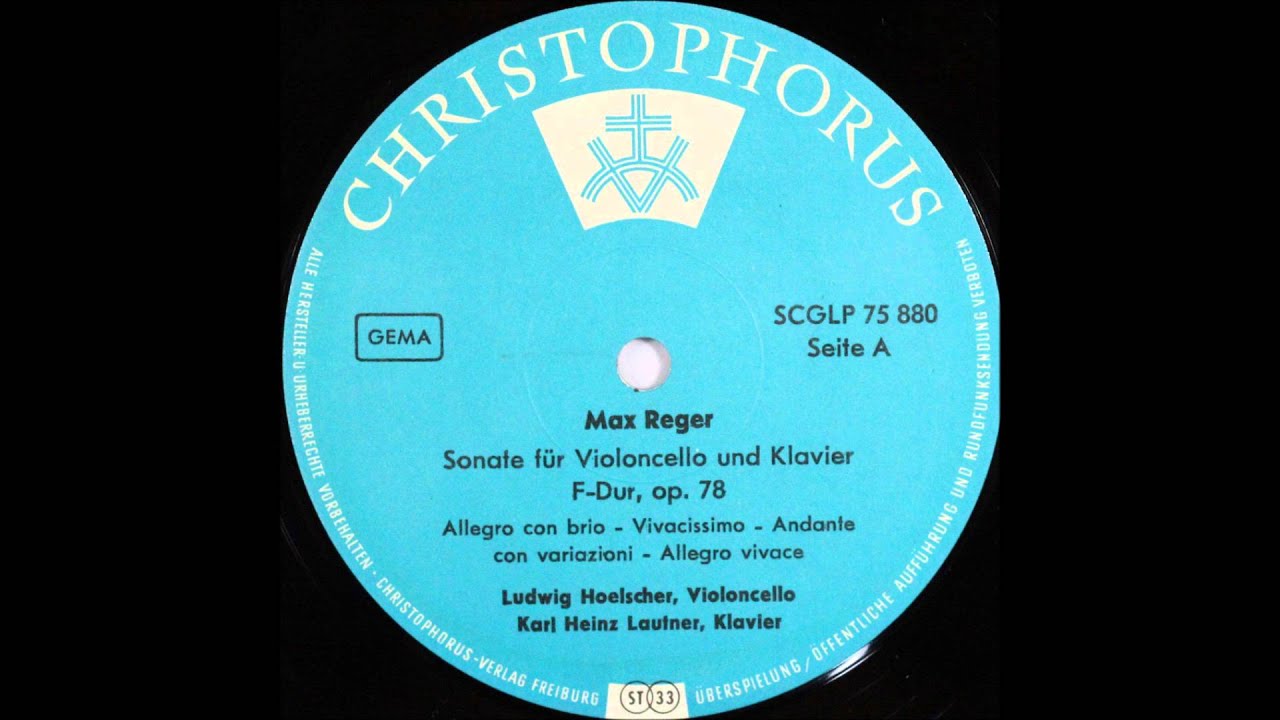 CHRISTOPHORUS
GEMA
SCGLP 75 880
Seite A
Max Reger
Sonate für Violoncello und Klavier
F-Dur, op. 78
Allegro con brio - Vivacissimo - Andante
con variazioni - Allegro vivace
Ludwig Hoelscher, Violoncello
Karl Heinz Lautner, Klavier
ALLE HERSTELLER- U. URHEBERRECHTE VORBEHALTEN · CHRISTOPHORUS-VERLAG FREIBURG
ST 33
ÜBERSPIELUNG / ÖFFENTLICHE AUFFÜHRUNG UND RUNDFUNKSENDUNG VERBOTEN